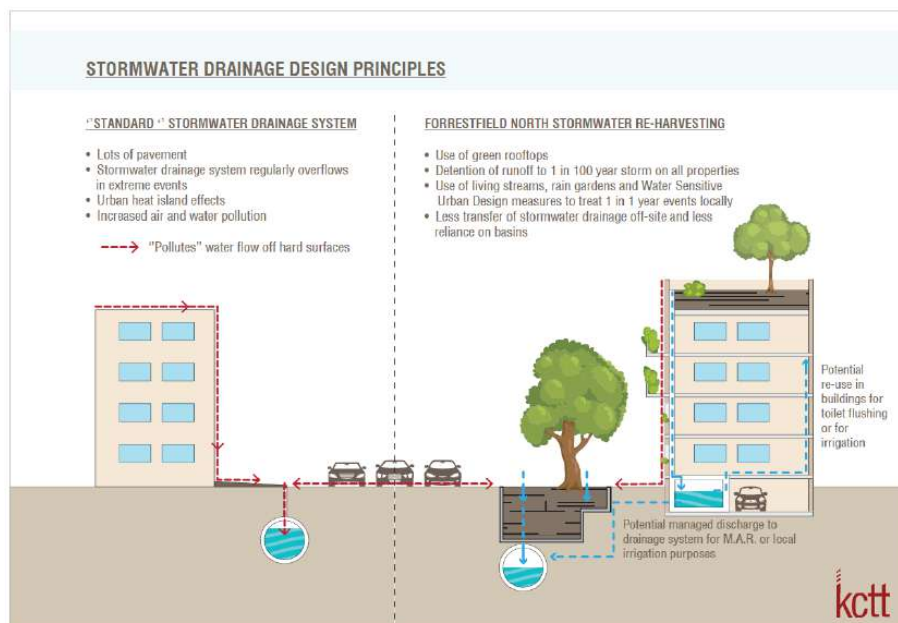 STORMWATER DRAINAGE DESIGN PRINCIPLES
‘’STANDARD ‘’ STORMWATER DRAINAGE SYSTEM
• Lots of pavement
• Stormwater drainage system regularly overflows
in extreme events
• Urban heat island effects
• Increased air and water pollution
"Pollutes" water flow off hard surfaces
FORRESTFIELD NORTH STORMWATER RE-HARVESTING
• Use of green rooftops
• Detention of runoff to 1 in 100 year storm on all properties
• Use of living streams, rain gardens and Water Sensitive
Urban Design measures to treat 1 in 1 year events locally
• Less transfer of stormwater drainage off-site and less
reliance on basins
Potential
re-use in
buildings for
toilet flushing
or for
irrigation
Potential managed discharge to
drainage system for M.A.R. or local
irrigation purposes
kctt